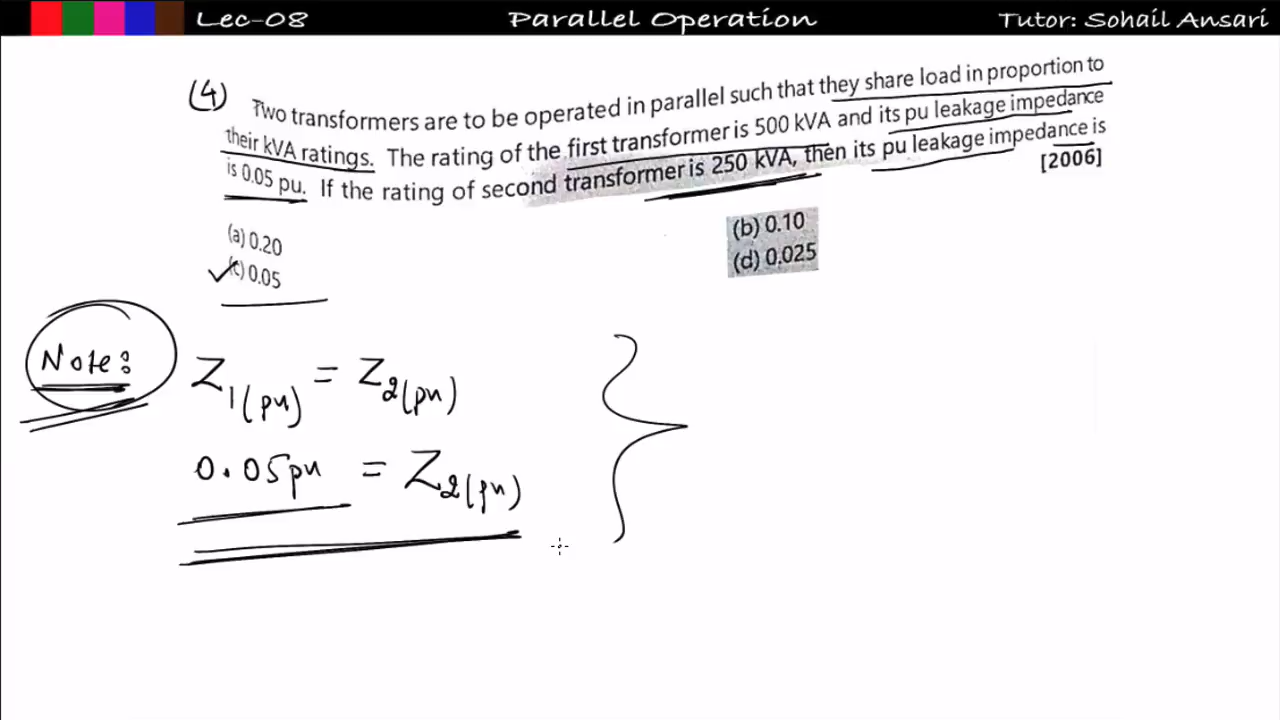 Lec-08 Parallel Operation Tutor: Sohail Ansari
(4) Two transformers are to be operated in parallel such that they share load in proportion to
their kVA ratings. The rating of the first transformer is 500 kVA and its pu leakage impedance
is 0.05 pu. If the rating of second transformer is 250 kVA, then its pu leakage impedance is
[2006]
(a) 0.20 (b) 0.10
(c) 0.05 (d) 0.025
Note: Z1(pu) = Z2(pu)
0.05pu = Z2(pu)